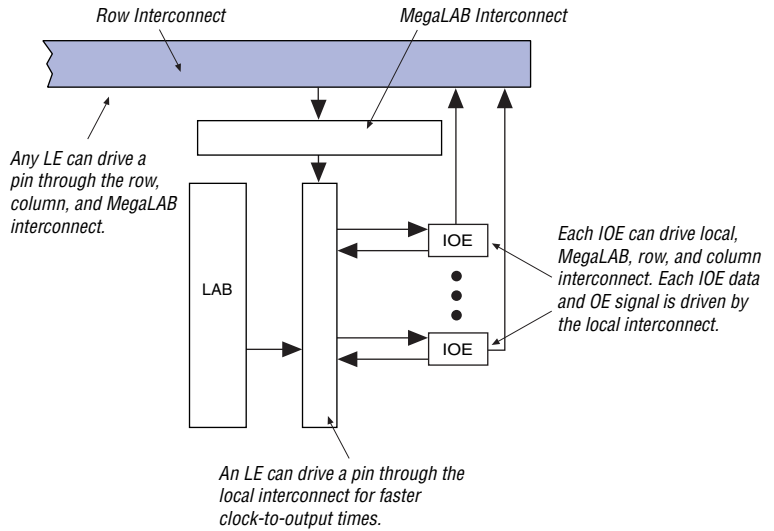 Row Interconnect
MegaLAB Interconnect
Any LE can drive a
pin through the row,
column, and MegaLAB
interconnect.
LAB
IOE
IOE
Each IOE can drive local,
MegaLAB, row, and column
interconnect. Each IOE data
and OE signal is driven by
the local interconnect.
An LE can drive a pin through the
local interconnect for faster
clock-to-output times.